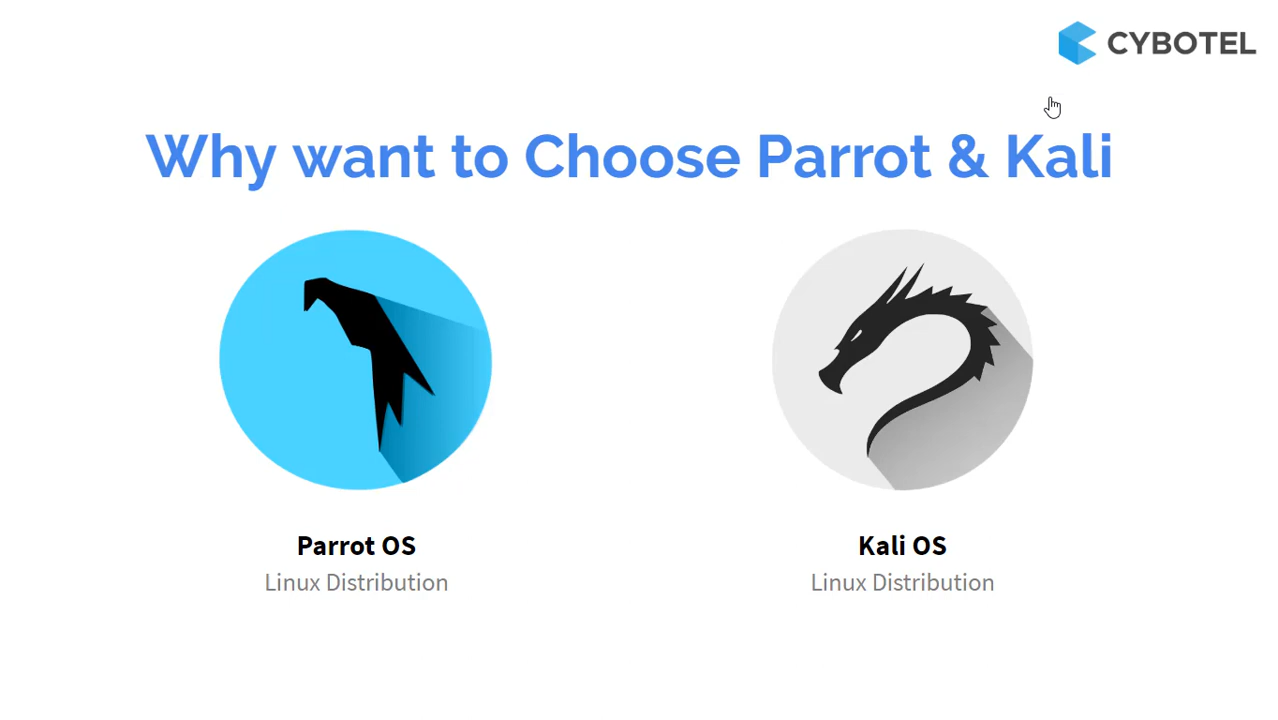 CYBOTEL
Why want to Choose Parrot & Kali
Parrot OS
Kali OS
Linux Distribution
Linux Distribution